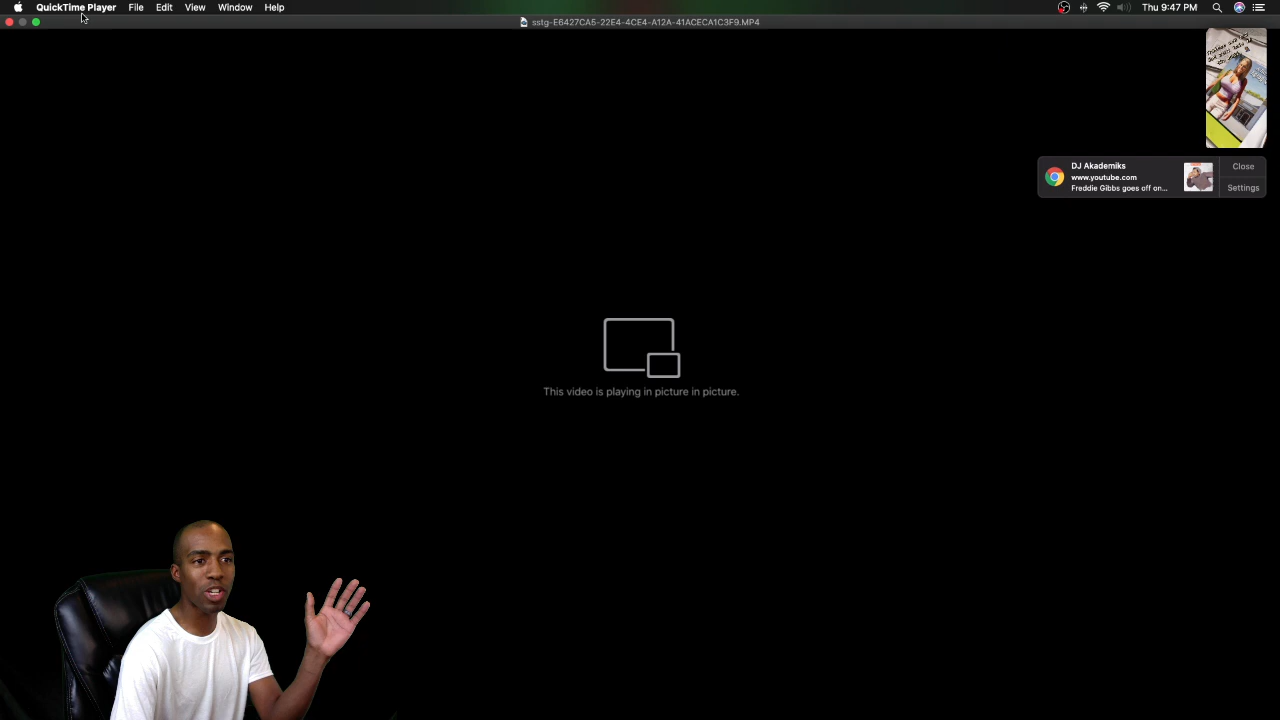 QuickTime Player File Edit View Window Help Thu 9:47 PM
sstg-E6427CA5-22E4-4CE4-A12A-41ACECA1C3F9.MP4
DJ Akademiks
www.youtube.com
Freddie Gibbs goes off on...
Close
Settings
This video is playing in picture in picture.